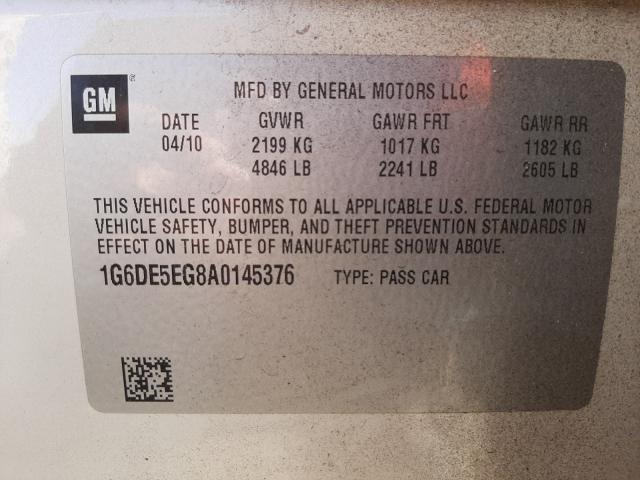 GM
MFD BY GENERAL MOTORS LLC
DATE GVWR GAWR FRT GAWR RR
04/10 2199 KG 1017 KG 1182 KG
4846 LB 2241 LB 2605 LB
THIS VEHICLE CONFORMS TO ALL APPLICABLE U.S. FEDERAL MOTOR
VEHICLE SAFETY, BUMPER, AND THEFT PREVENTION STANDARDS IN
EFFECT ON THE DATE OF MANUFACTURE SHOWN ABOVE.
1G6DE5EG8A0145376 TYPE: PASS CAR